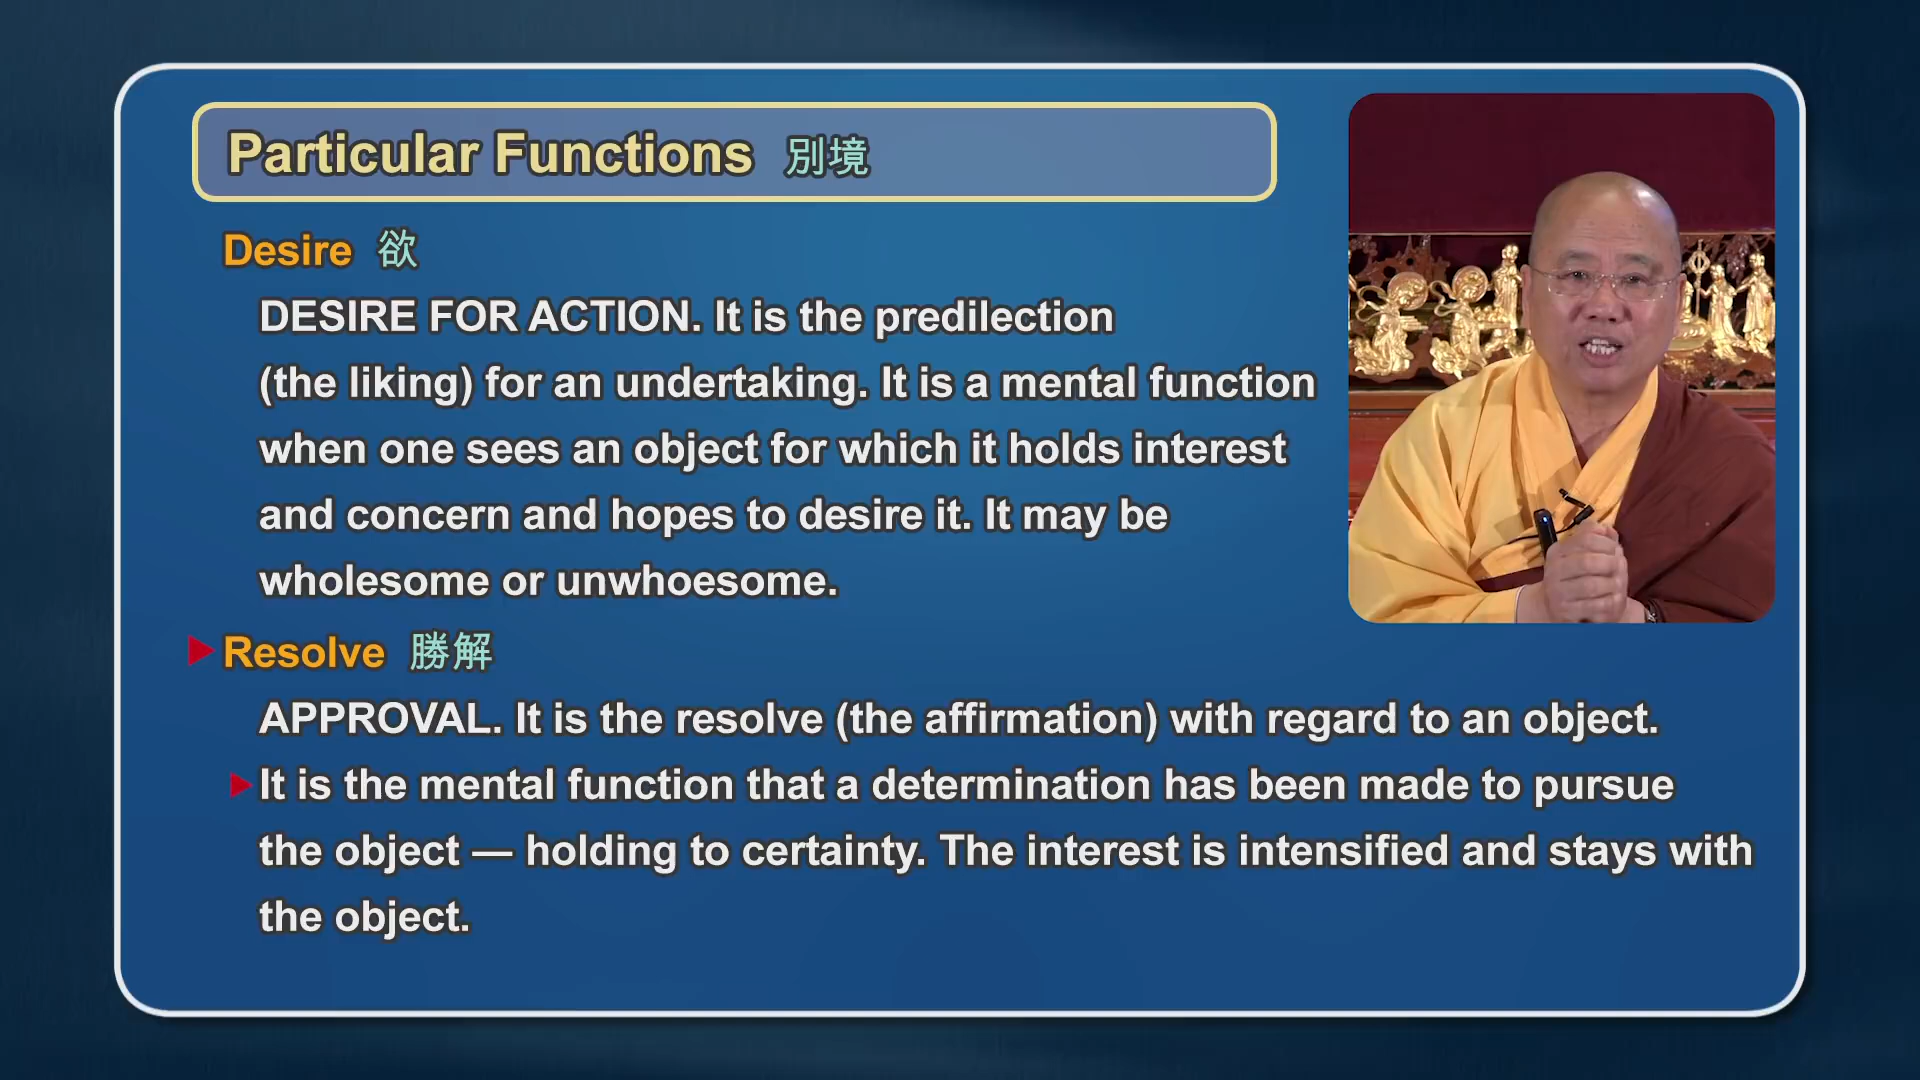 Particular Functions 別境
Desire 欲
DESIRE FOR ACTION. It is the predilection
(the liking) for an undertaking. It is a mental function
when one sees an object for which it holds interest
and concern and hopes to desire it. It may be
wholesome or unwhoesome.
Resolve 勝解
APPROVAL. It is the resolve (the affirmation) with regard to an object.
It is the mental function that a determination has been made to pursue
the object — holding to certainty. The interest is intensified and stays with
the object.